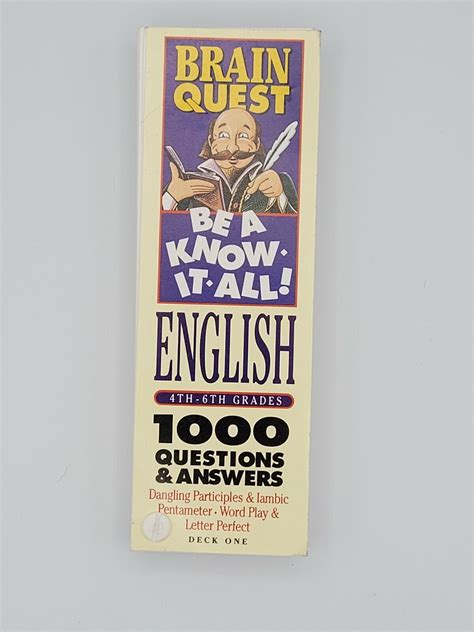 BRAIN
QUEST
BE A
KNOW·
IT·ALL!
ENGLISH
4TH-6TH GRADES
1000
QUESTIONS
& ANSWERS
Dangling Participles & Iambic
Pentameter · Word Play &
Letter Perfect
DECK ONE